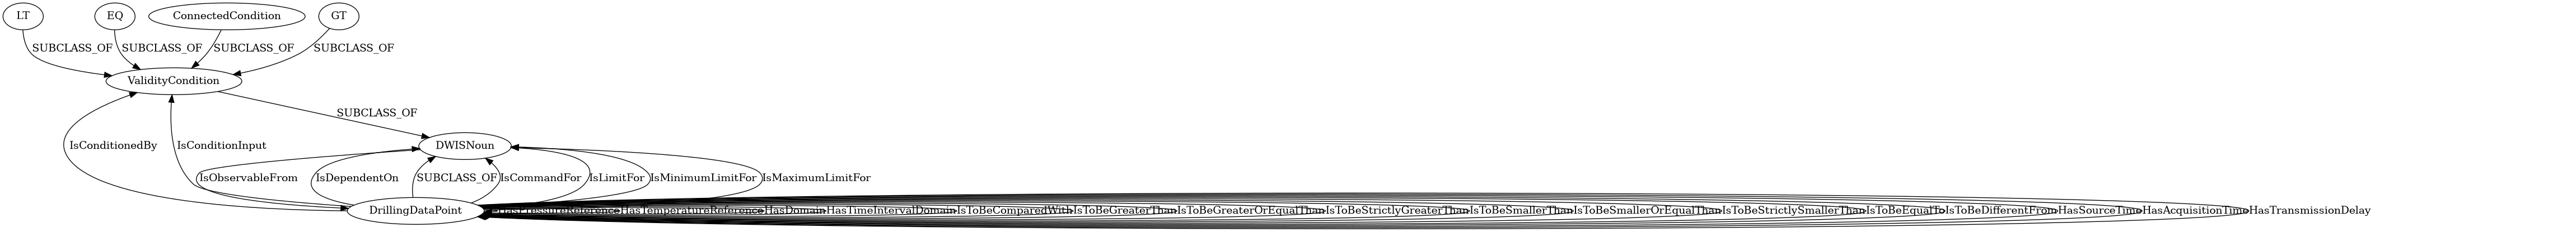 LT
EQ
ConnectedCondition
GT
SUBCLASS_OF
SUBCLASS_OF
SUBCLASS_OF
SUBCLASS_OF
ValidityCondition
SUBCLASS_OF
IsConditionedBy
IsConditionInput
DWISNoun
IsObservableFrom
IsDependentOn
SUBCLASS_OF
IsCommandFor
IsLimitFor
IsMinimumLimitFor
IsMaximumLimitFor
DrillingDataPoint
HasPressureReference
HasTemperatureReference
HasDomain
HasTimeIntervalDomain
IsToBeComparedWith
IsToBeGreaterThan
IsToBeGreaterOrEqualThan
IsToBeStrictlyGreaterThan
IsToBeSmallerThan
IsToBeSmallerOrEqualThan
IsToBeStrictlySmallerThan
IsToBeEqualTo
IsToBeDifferentFrom
HasSourceTime
HasAcquisitionTime
HasTransmissionDelay